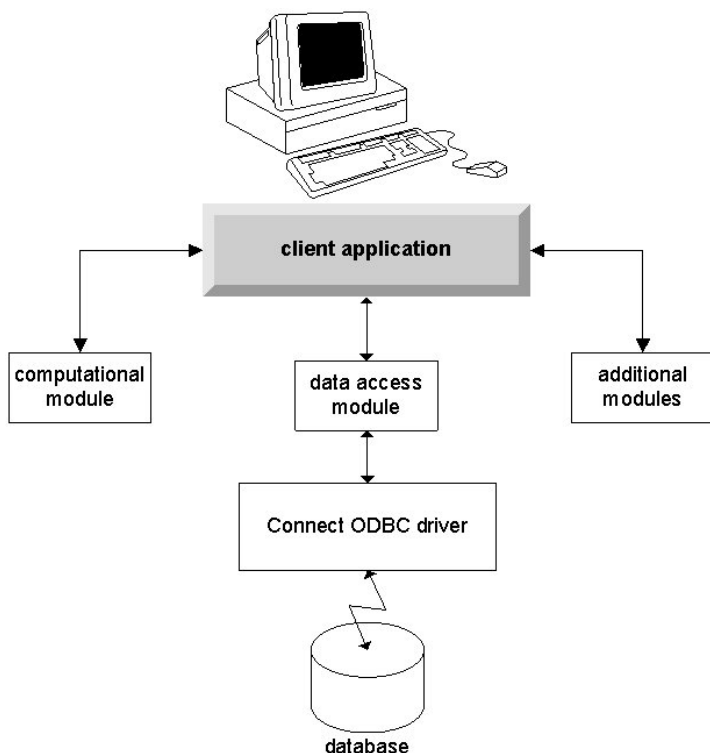 client application
computational
module
data access
module
additional
modules
Connect ODBC driver
database